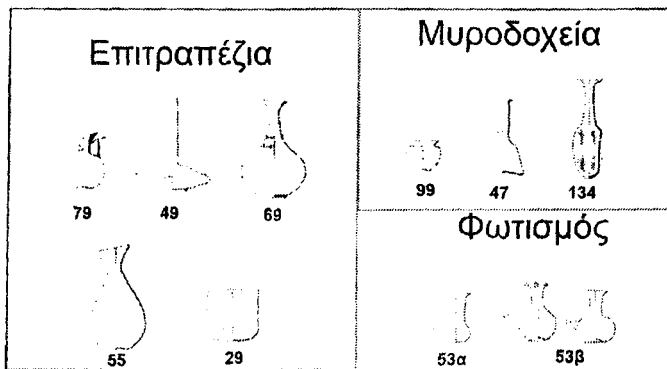 Επιτραπέζια
79 49 69
55 29
Μυροδοχεία
99 47 134
Φωτισμός
53α 53β